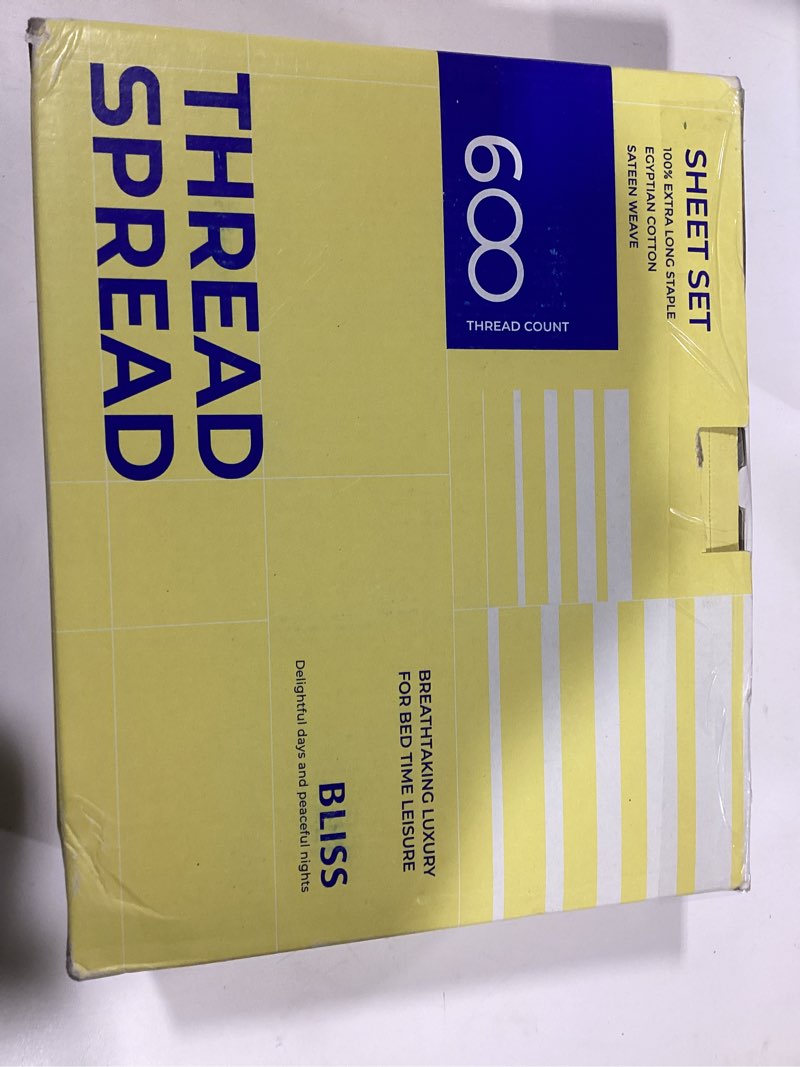 SHEET SET
100% EXTRA LONG STAPLE
EGYPTIAN COTTON
SATEEN WEAVE
600
THREAD COUNT
BREATHTAKING LUXURY
FOR BED TIME LEISURE
BLISS
Delightful days and peaceful nights
THREAD
SPREAD